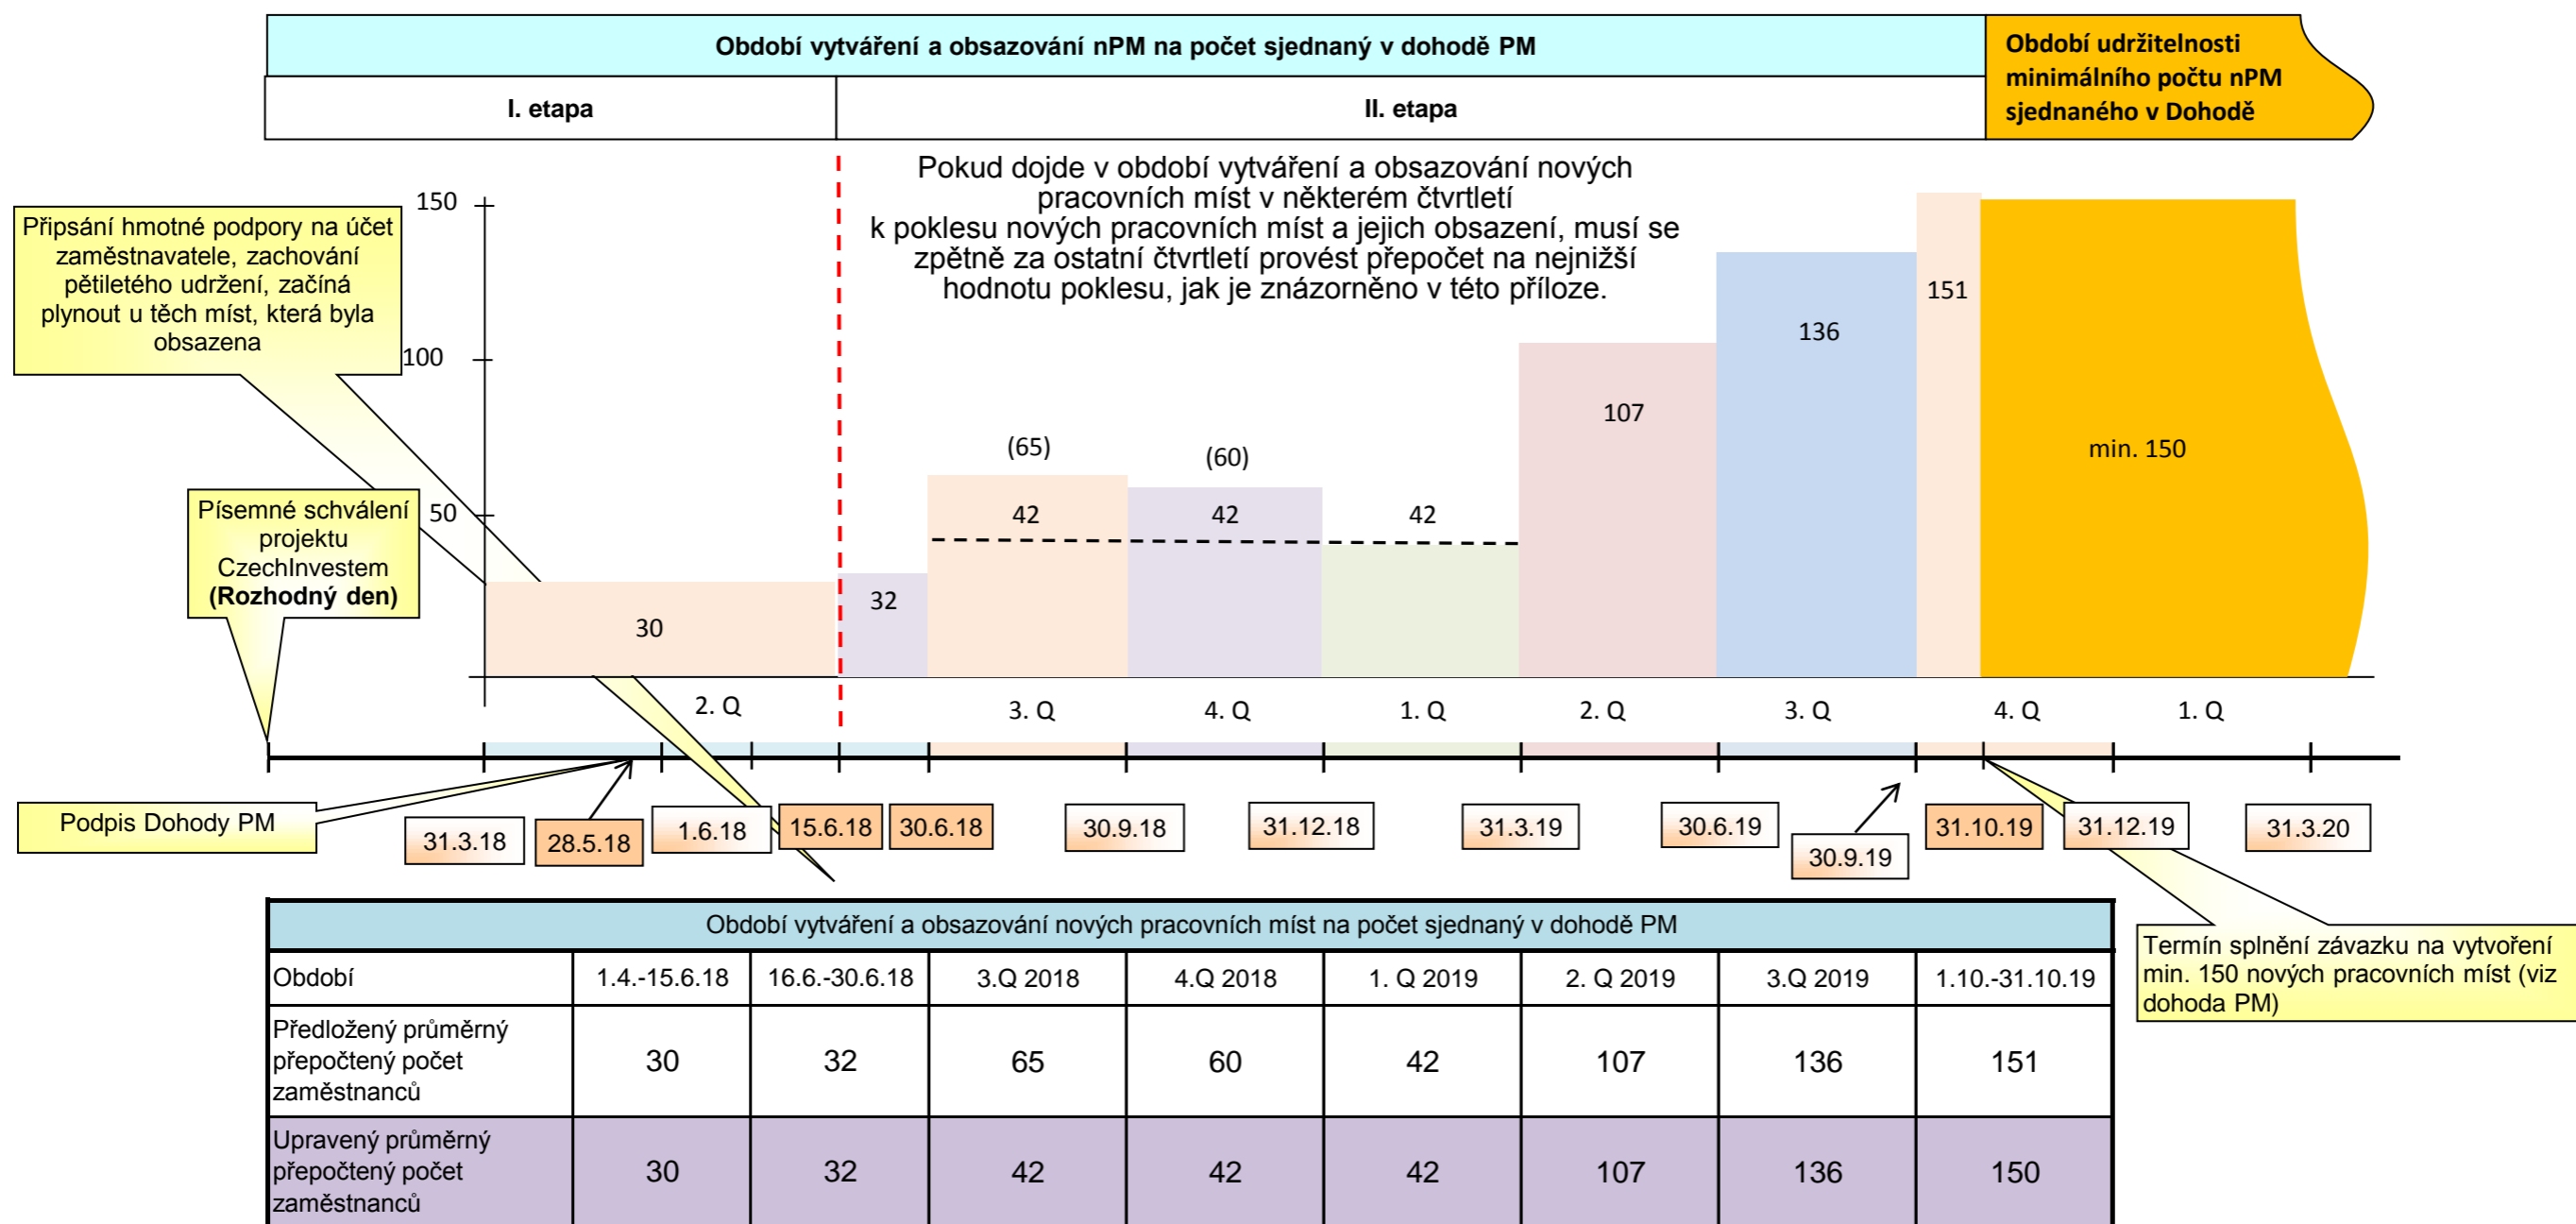 Období vytváření a obsazování nPM na počet sjednaný v dohodě PM
Období udržitelnosti
minimálního počtu nPM
sjednaného v Dohodě
I. etapa
II. etapa
Pokud dojde v období vytváření a obsazování nových
pracovních míst v některém čtvrtletí
k poklesu nových pracovních míst a jejich obsazení, musí se
zpětně za ostatní čtvrtletí provést přepočet na nejnižší
hodnotu poklesu, jak je znázorněno v této příloze.
Připsání hmotné podpory na účet
zaměstnavatele, zachování
pětiletého udržení, začíná
plynout u těch míst, která byla
obsazena
150
100
50
Písemné schválení
projektu
CzechInvestem
(Rozhodný den)
30
32
(65)
42
(60)
42
42
107
136
151
min. 150
2. Q
3. Q
4. Q
1. Q
2. Q
3. Q
4. Q
1. Q
Podpis Dohody PM
31.3.18
28.5.18
1.6.18
15.6.18
30.6.18
30.9.18
31.12.18
31.3.19
30.6.19
30.9.19
31.10.19
31.12.19
31.3.20
Termín splnění závazku na vytvoření
min. 150 nových pracovních míst (viz
dohoda PM)
Období vytváření a obsazování nových pracovních míst na počet sjednaný v dohodě PM
Období 1.4.-15.6.18 16.6.-30.6.18 3.Q 2018 4.Q 2018 1. Q 2019 2. Q 2019 3.Q 2019 1.10.-31.10.19
Předložený průměrný
přepočtený počet
zaměstnanců
30 32 65 60 42 107 136 151
Upravený průměrný
přepočtený počet
zaměstnanců
30 32 42 42 42 107 136 150